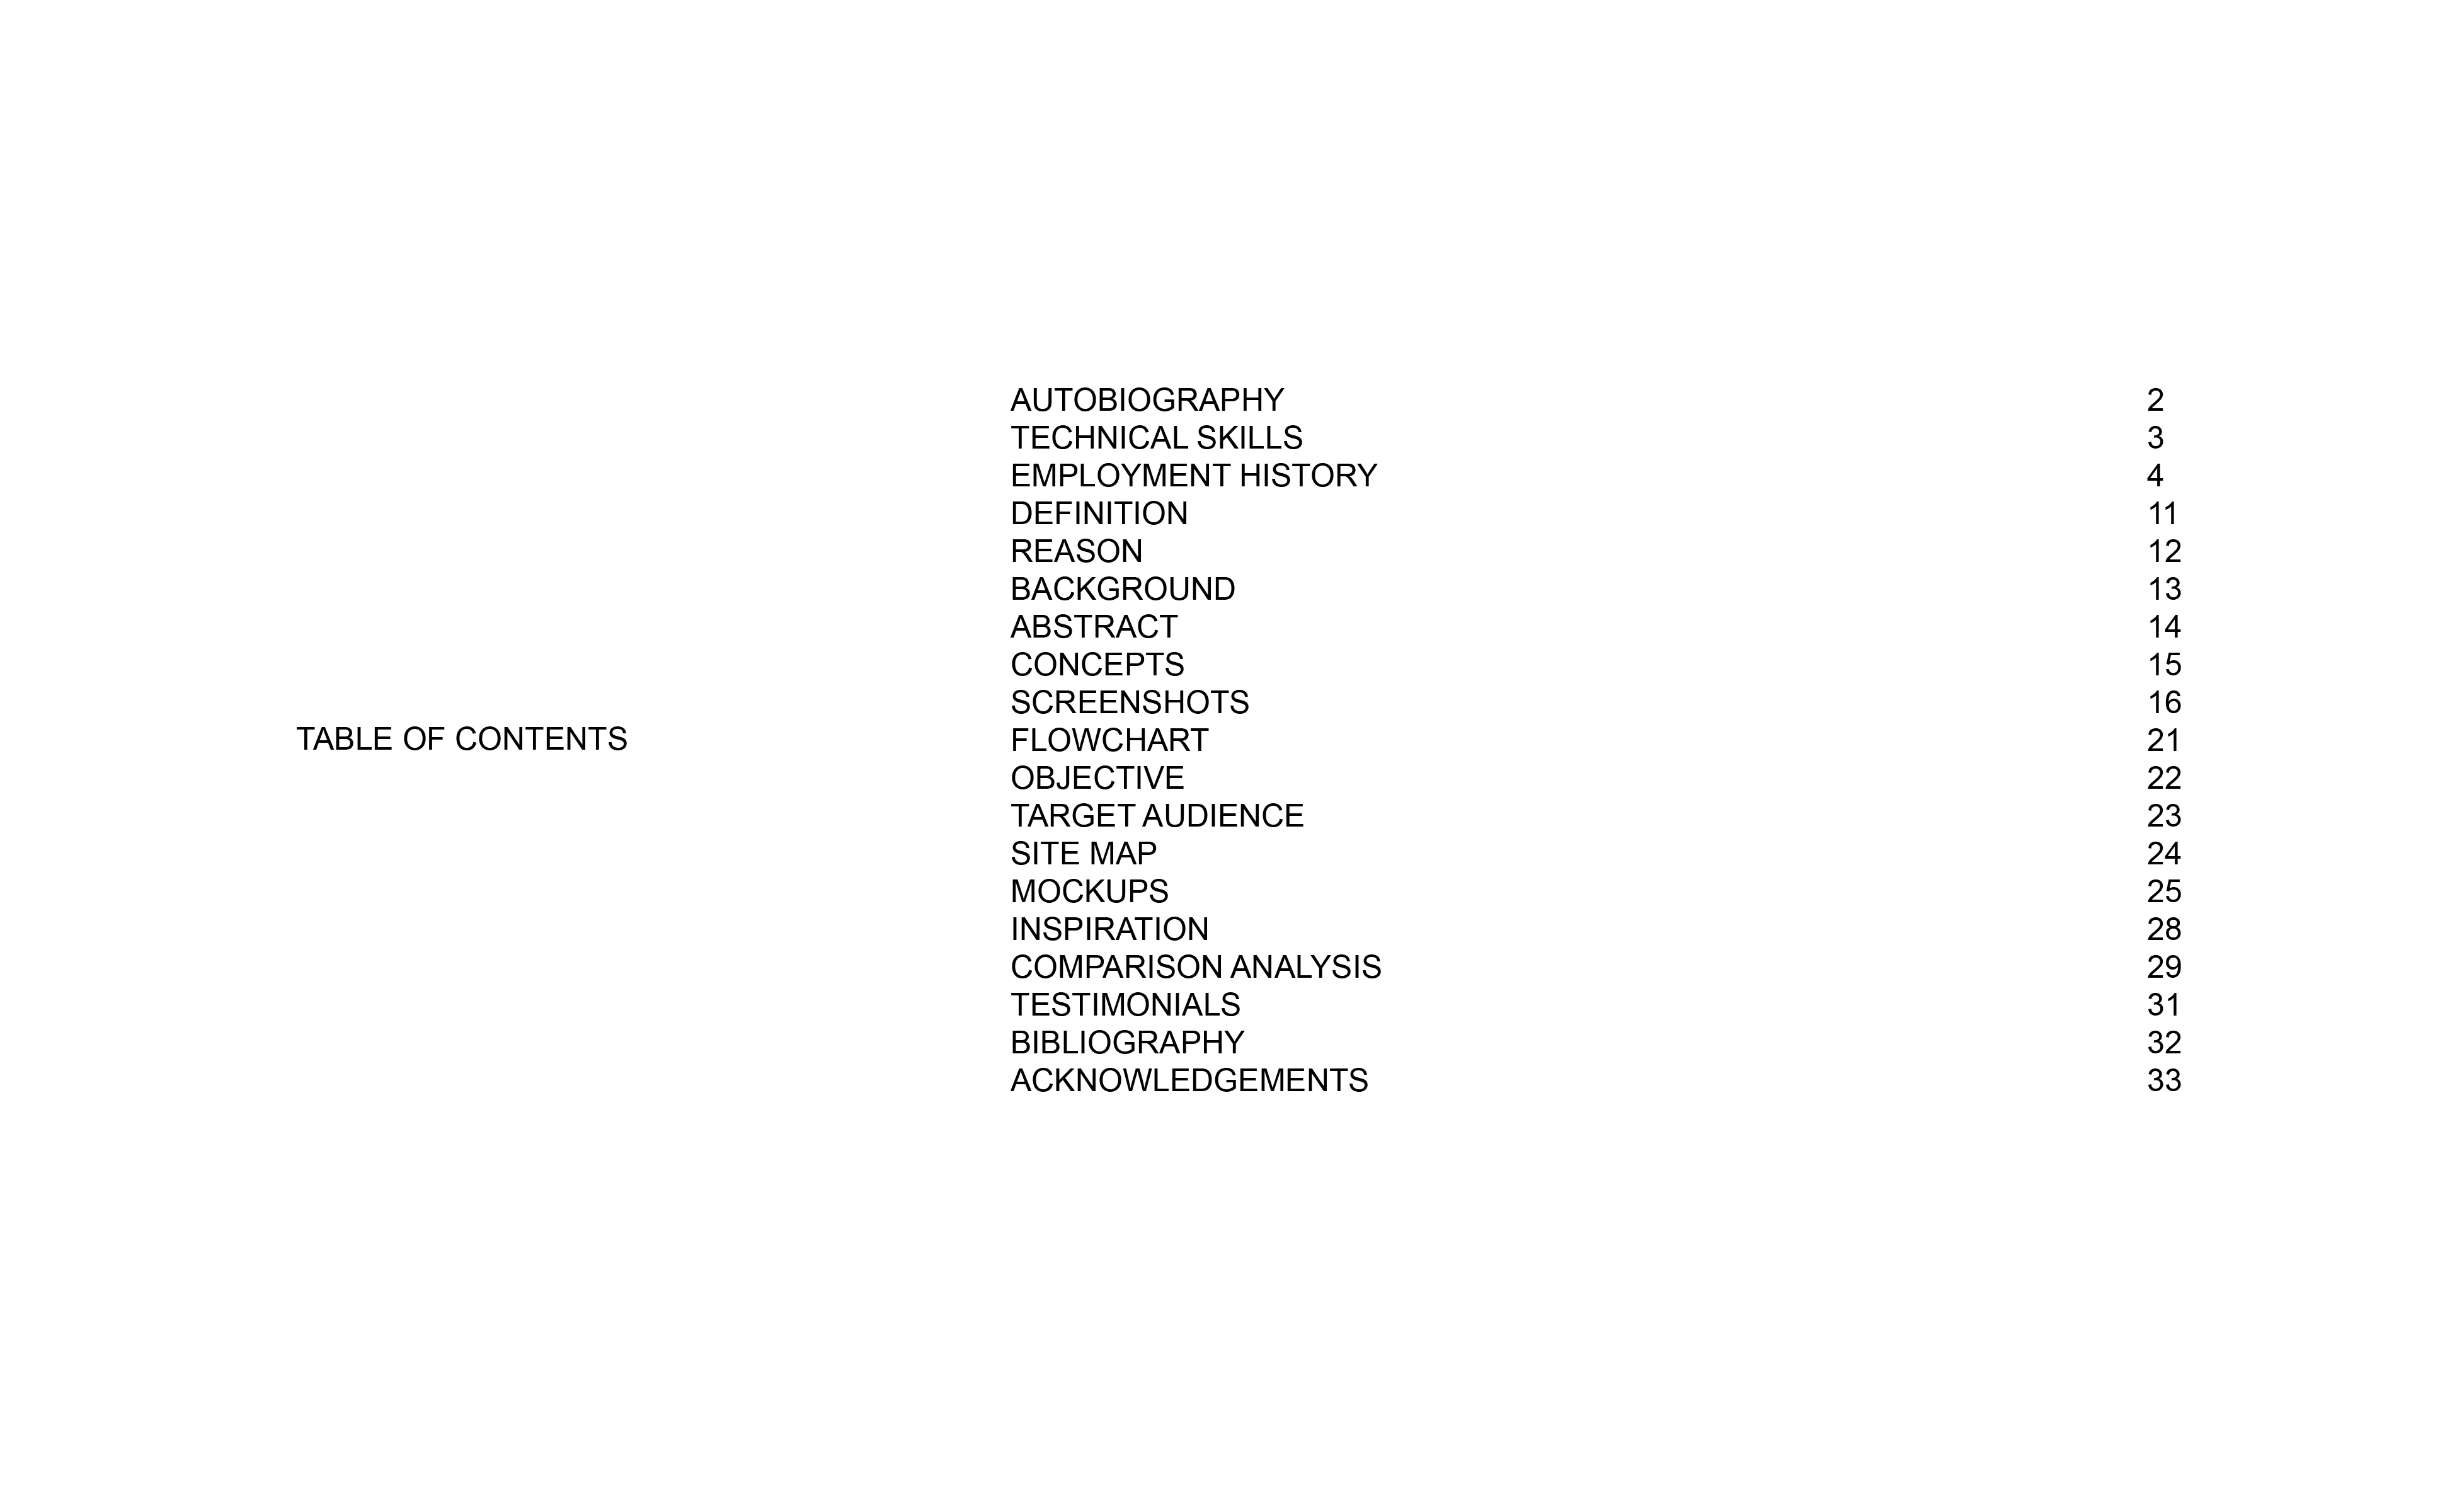 TABLE OF CONTENTS
AUTOBIOGRAPHY 2
TECHNICAL SKILLS 3
EMPLOYMENT HISTORY 4
DEFINITION 11
REASON 12
BACKGROUND 13
ABSTRACT 14
CONCEPTS 15
SCREENSHOTS 16
FLOWCHART 21
OBJECTIVE 22
TARGET AUDIENCE 23
SITE MAP 24
MOCKUPS 25
INSPIRATION 28
COMPARISON ANALYSIS 29
TESTIMONIALS 31
BIBLIOGRAPHY 32
ACKNOWLEDGEMENTS 33